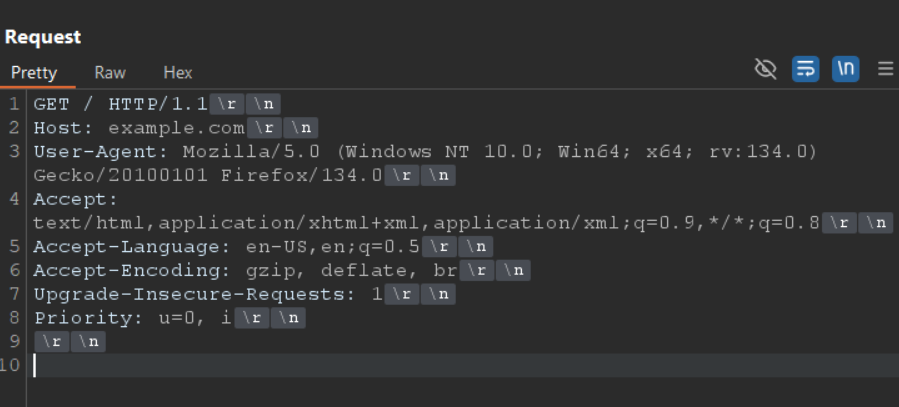 Request
Pretty Raw Hex \n
1 GET / HTTP/1.1 \r \n
2 Host: example.com \r \n
3 User-Agent: Mozilla/5.0 (Windows NT 10.0; Win64; x64; rv:134.0)
Gecko/20100101 Firefox/134.0 \r \n
4 Accept:
text/html,application/xhtml+xml,application/xml;q=0.9,*/*;q=0.8 \r \n
5 Accept-Language: en-US,en;q=0.5 \r \n
6 Accept-Encoding: gzip, deflate, br \r \n
7 Upgrade-Insecure-Requests: 1 \r \n
8 Priority: u=0, i \r \n
9 \r \n
10